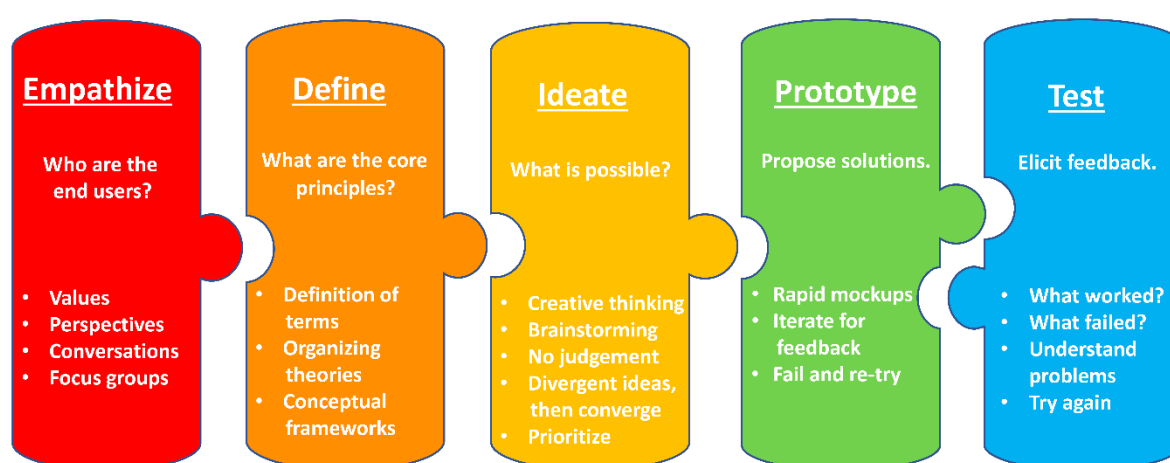 Empathize
Who are the
end users?
• Values
• Perspectives
• Conversations
• Focus groups
Define
What are the core
principles?
• Definition of
terms
• Organizing
theories
• Conceptual
frameworks
Ideate
What is possible?
• Creative thinking
• Brainstorming
• No judgement
• Divergent ideas,
then converge
• Prioritize
Prototype
Propose solutions.
• Rapid mockups
• Iterate for
feedback
• Fail and re-try
Test
Elicit feedback.
• What worked?
• What failed?
• Understand
problems
• Try again